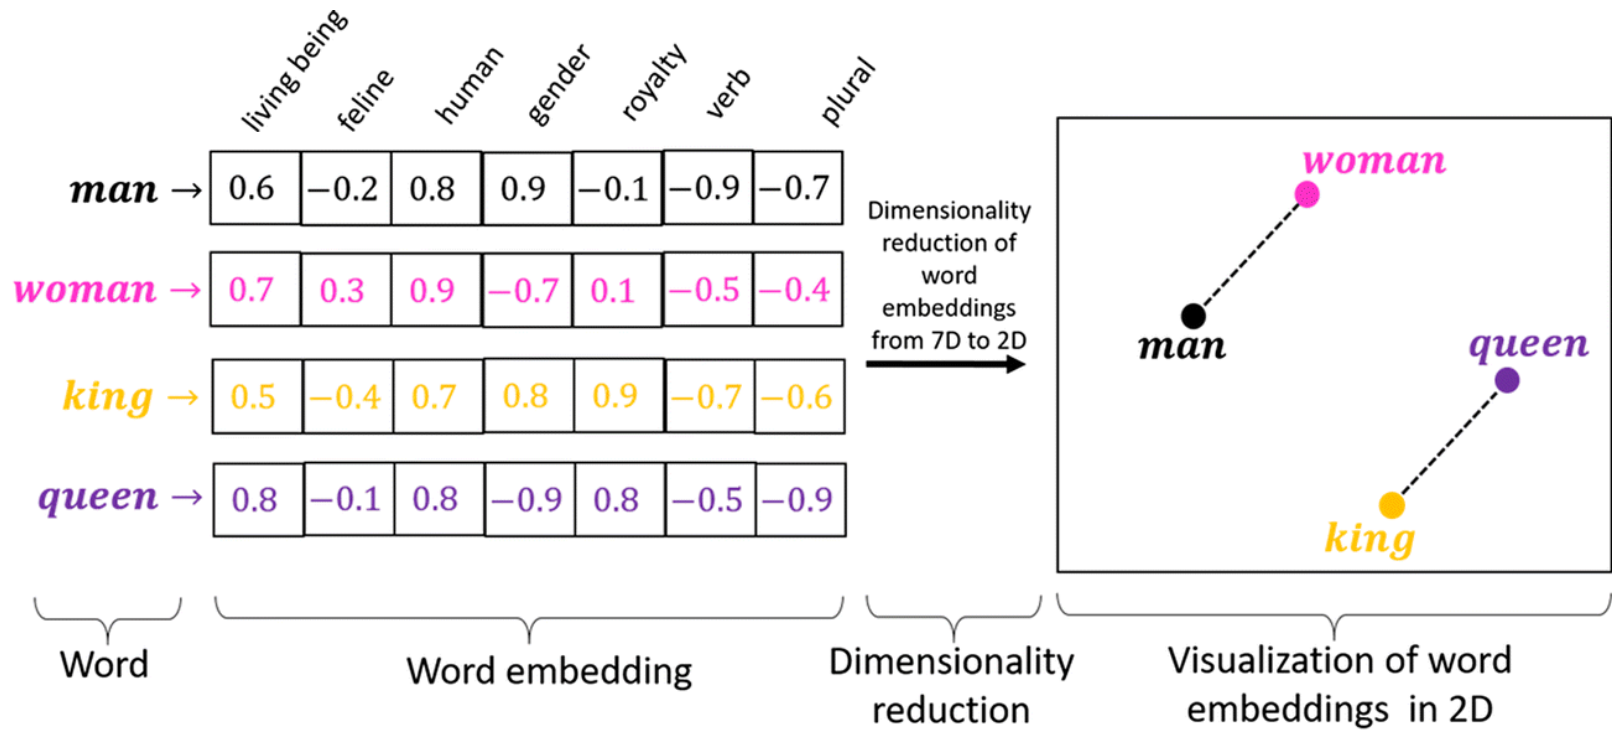 living being feline human gender royalty verb plural
man → 0.6 −0.2 0.8 0.9 −0.1 −0.9 −0.7
woman → 0.7 0.3 0.9 −0.7 0.1 −0.5 −0.4
king → 0.5 −0.4 0.7 0.8 0.9 −0.7 −0.6
queen → 0.8 −0.1 0.8 −0.9 0.8 −0.5 −0.9
Dimensionality
reduction of
word
embeddings
from 7D to 2D
woman
man
queen
king
Word
Word embedding
Dimensionality
reduction
Visualization of word
embeddings in 2D